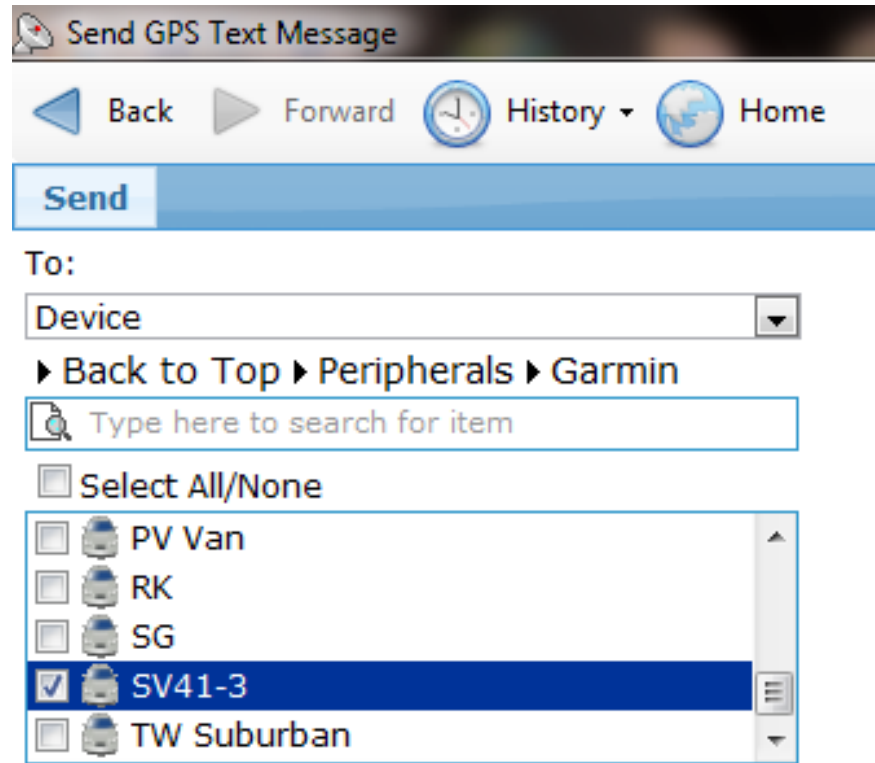 Send GPS Text Message
Back Forward History Home
Send
To:
Device
Back to Top Peripherals Garmin
Type here to search for item
Select All/None
PV Van
RK
SG
SV41-3
TW Suburban